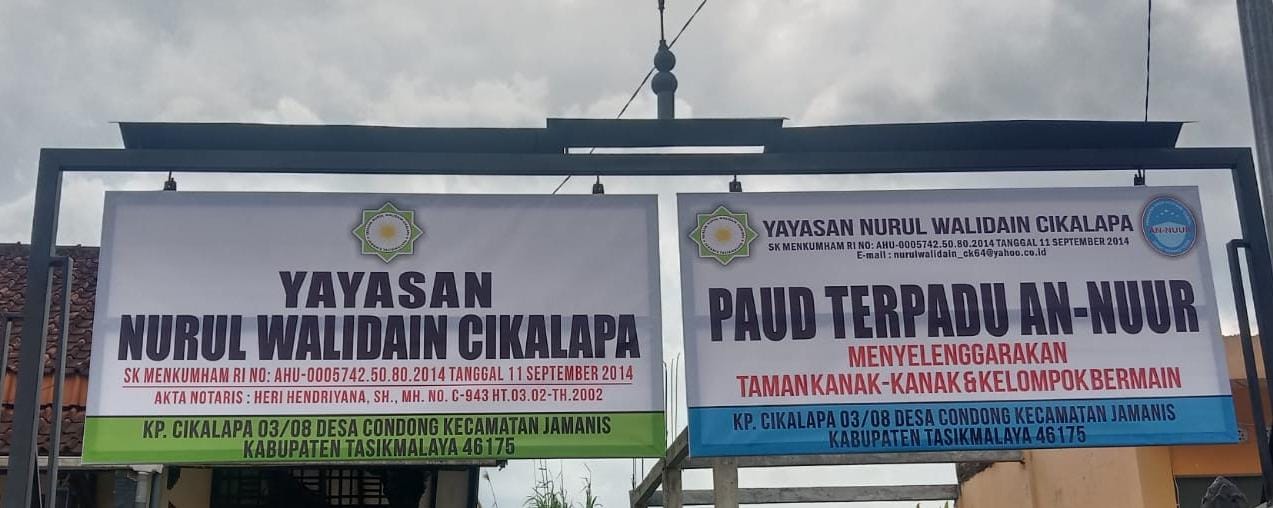 YAYASAN
NURUL WALIDAIN CIKALAPA
SK MENKUMHAM RI NO: AHU-0005742.50.80.2014 TANGGAL 11 SEPTEMBER 2014
AKTA NOTARIS : HERI HENDRIYANA, SH., MH. NO. C-943 HT.03.02-TH.2002
KP. CIKALAPA 03/08 DESA CONDONG KECAMATAN JAMANIS
KABUPATEN TASIKMALAYA 46175
YAYASAN NURUL WALIDAIN CIKALAPA
SK MENKUMHAM RI NO: AHU-0005742.50.80.2014 TANGGAL 11 SEPTEMBER 2014
E-mail : nurulwalidain_ck64@yahoo.co.id
AN-NUUR
PAUD TERPADU AN-NUUR
MENYELENGGARAKAN
TAMAN KANAK-KANAK & KELOMPOK BERMAIN
KP. CIKALAPA 03/08 DESA CONDONG KECAMATAN JAMANIS
KABUPATEN TASIKMALAYA 46175